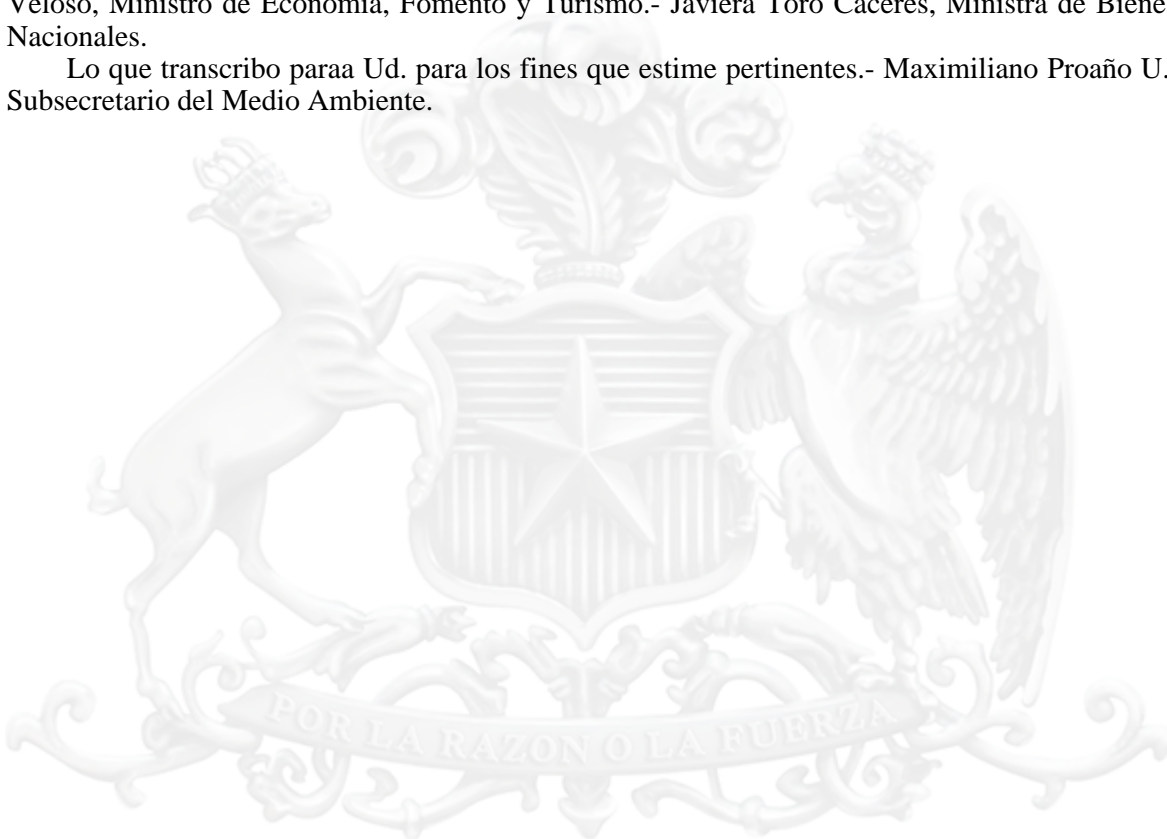 Veloso, Ministro de Economía, Fomento y Turismo.- Javiera Toro Cáceres, Ministra de Biene
Nacionales.
Lo que transcribo paraa Ud. para los fines que estime pertinentes.- Maximiliano Proaño U.
Subsecretario del Medio Ambiente.
POR LA RAZON O LA FUERZA